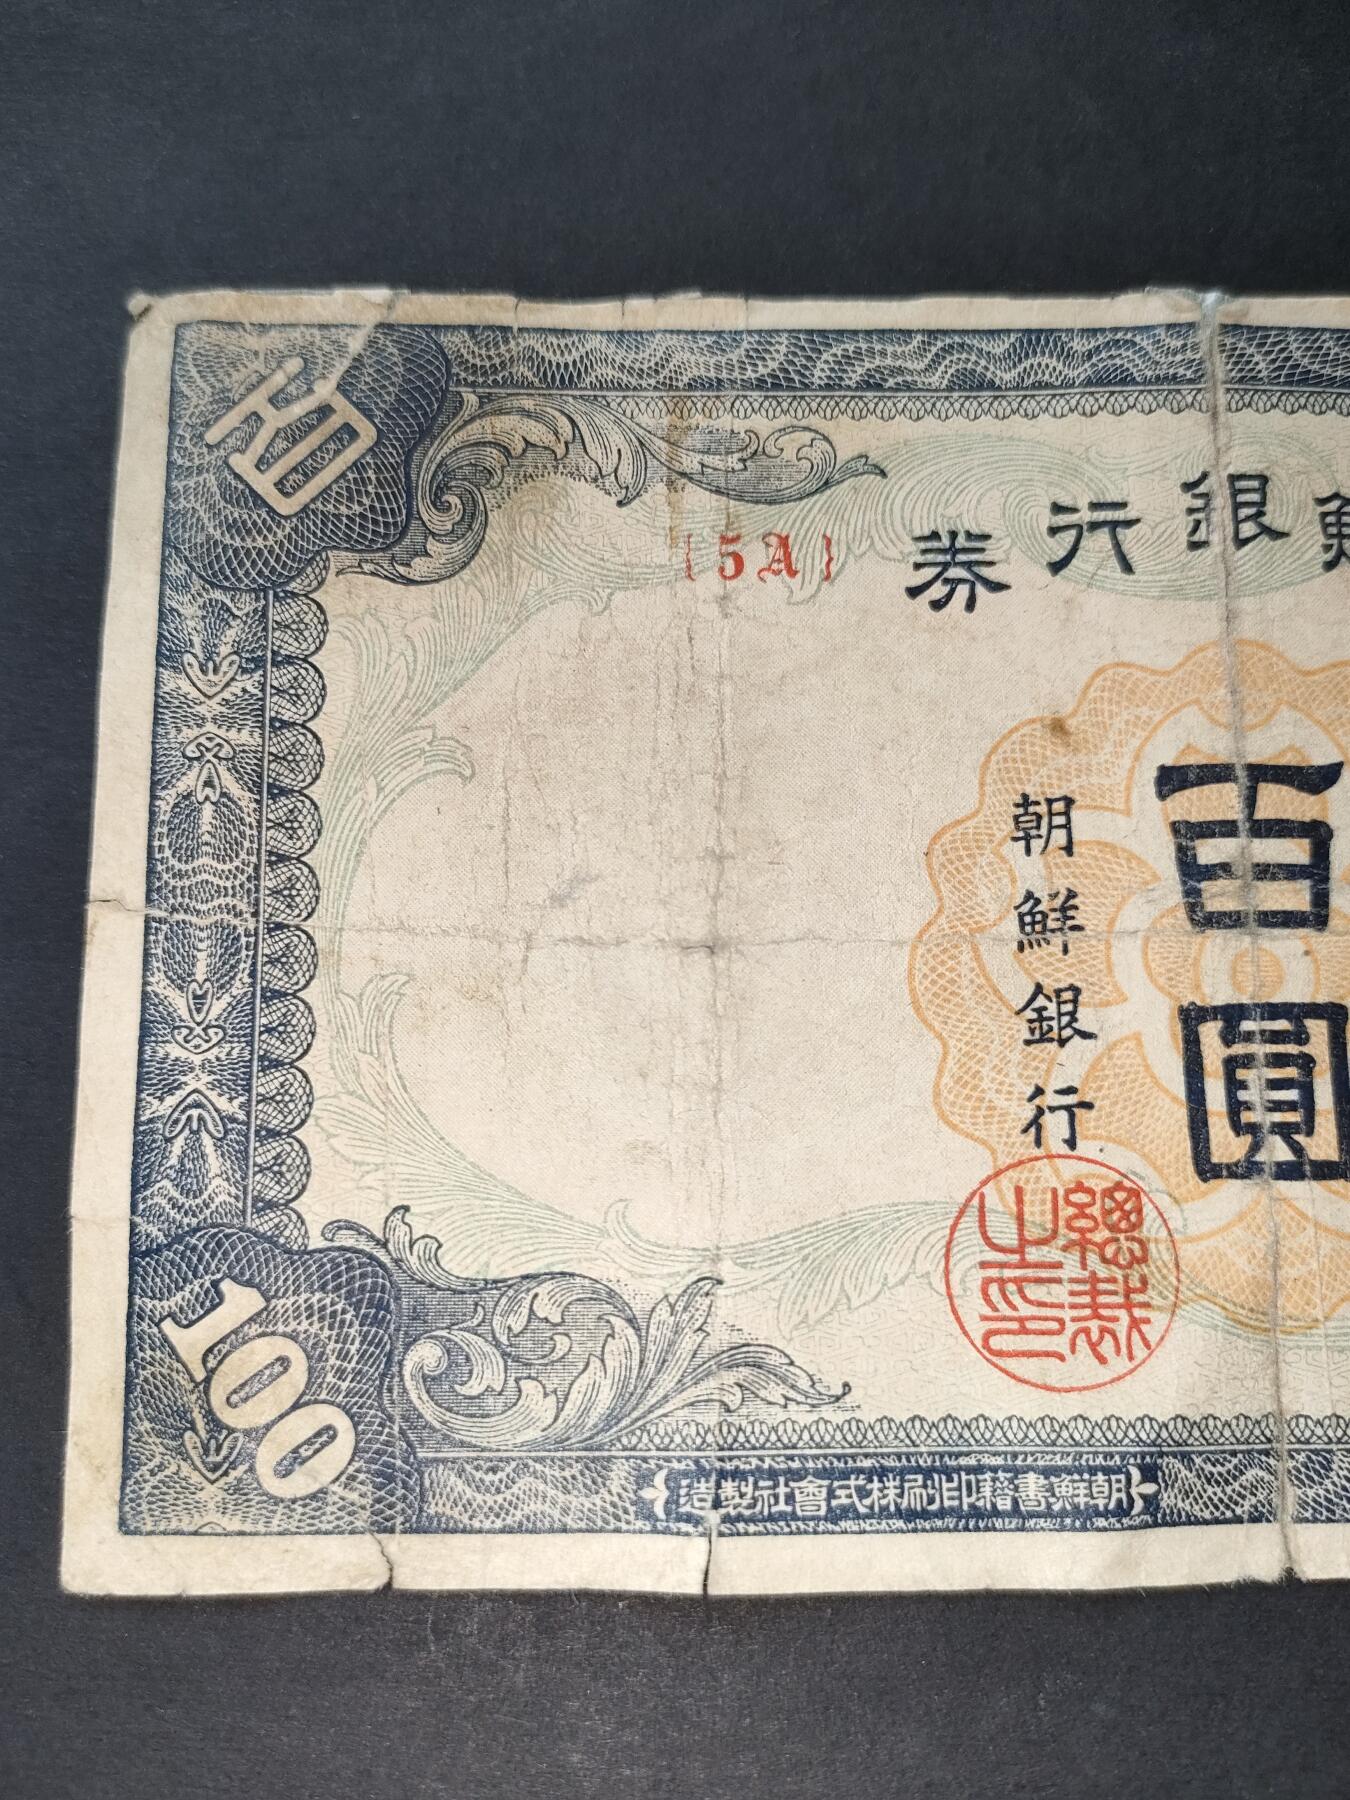 百
鮮銀行券
{5A}
百圓
朝鮮銀行
總裁之印
100
朝鮮書籍印刷株式會社製造